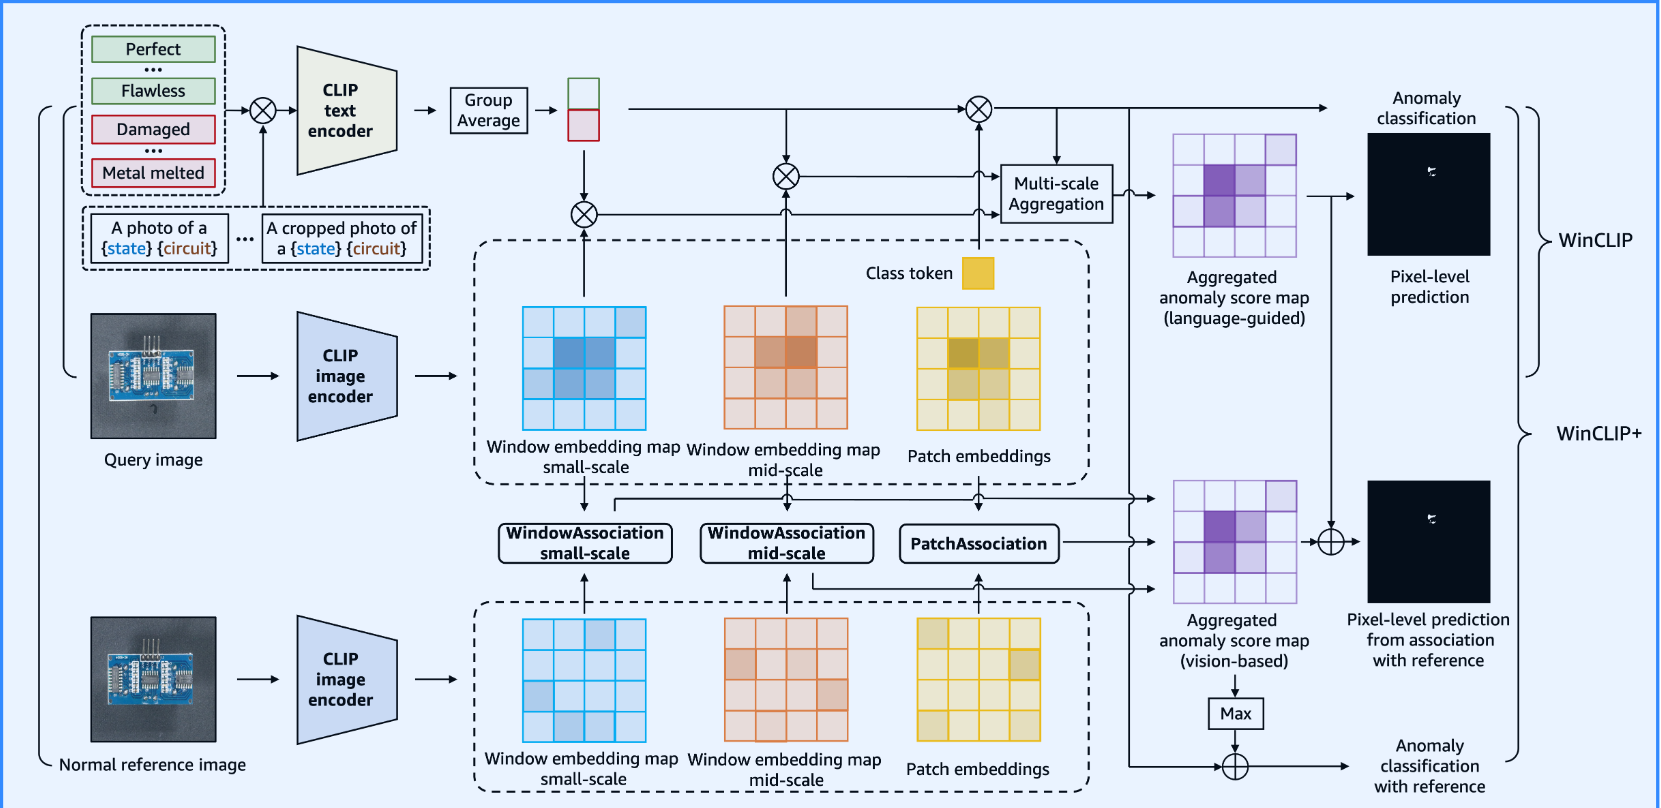 Perfect
...
Flawless
Damaged
...
Metal melted
A photo of a
{state} {circuit}
...
A cropped photo of
a {state} {circuit}
CLIP
text
encoder
Group
Average
Multi-scale
Aggregation
Anomaly
classification
Aggregated
anomaly score map
(language-guided)
Pixel-level
prediction
WinCLIP
Query image
CLIP
image
encoder
Class token
Window embedding map
small-scale
Window embedding map
mid-scale
Patch embeddings
WinCLIP+
WindowAssociation
small-scale
WindowAssociation
mid-scale
PatchAssociation
Aggregated
anomaly score map
(vision-based)
Pixel-level prediction
from association
with reference
Normal reference image
CLIP
image
encoder
Window embedding map
small-scale
Window embedding map
mid-scale
Patch embeddings
Max
Anomaly
classification
with reference